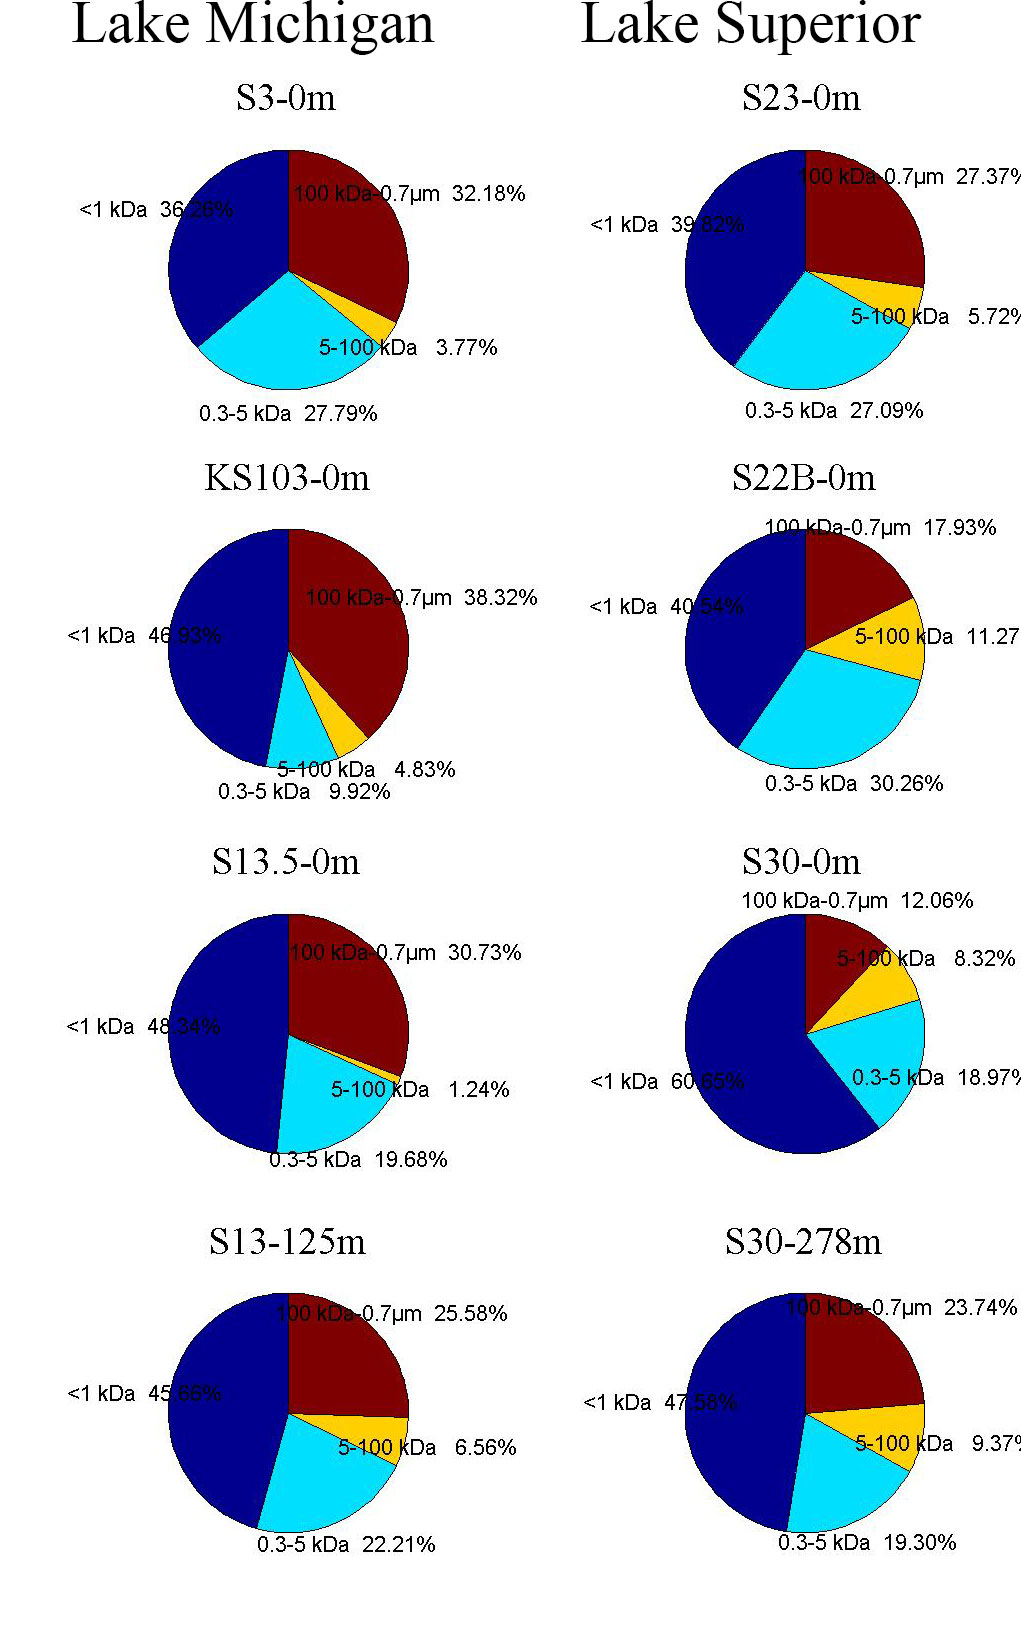 Lake Michigan
Lake Superior
S3-0m
100 kDa-0.7µm 32.18%
<1 kDa 36.26%
5-100 kDa 3.77%
0.3-5 kDa 27.79%
S23-0m
100 kDa-0.7µm 27.37%
<1 kDa 39.82%
5-100 kDa 5.72%
0.3-5 kDa 27.09%
KS103-0m
100 kDa-0.7µm 38.32%
<1 kDa 46.93%
5-100 kDa 4.83%
0.3-5 kDa 9.92%
S22B-0m
100 kDa-0.7µm 17.93%
<1 kDa 40.54%
5-100 kDa 11.27
0.3-5 kDa 30.26%
S13.5-0m
100 kDa-0.7µm 30.73%
<1 kDa 48.34%
5-100 kDa 1.24%
0.3-5 kDa 19.68%
S30-0m
100 kDa-0.7µm 12.06%
5-100 kDa 8.32%
0.3-5 kDa 18.97%
<1 kDa 60.65%
S13-125m
100 kDa-0.7µm 25.58%
<1 kDa 45.66%
5-100 kDa 6.56%
0.3-5 kDa 22.21%
S30-278m
100 kDa-0.7µm 23.74%
<1 kDa 47.58%
5-100 kDa 9.37%
0.3-5 kDa 19.30%